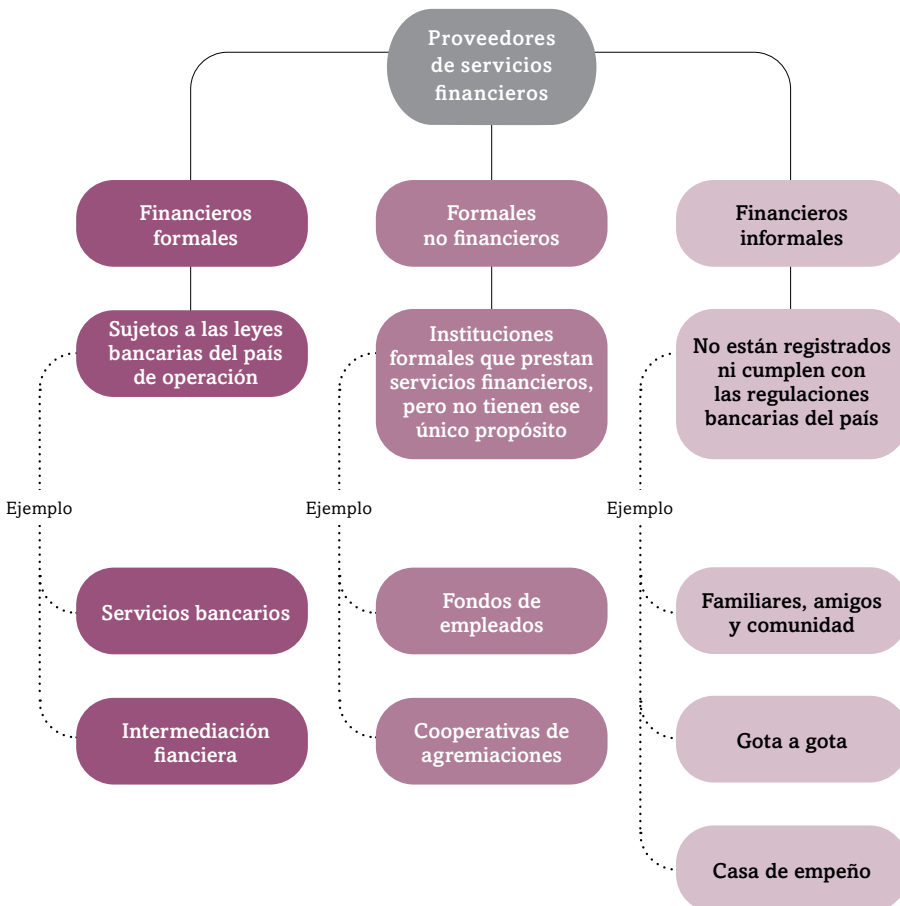 Proveedores
de servicios
financieros
Financieros
formales
Formales
no financieros
Financieros
informales
Sujetos a las leyes
bancarias del país
de operación
Instituciones
formales que prestan
servicios financieros,
pero no tienen ese
único propósito
No están registrados
ni cumplen con
las regulaciones
bancarias del país
Ejemplo
Ejemplo
Ejemplo
Servicios bancarios
Fondos de
empleados
Familiares, amigos
y comunidad
Intermediación
fianciera
Cooperativas de
agremiaciones
Gota a gota
Casa de empeño